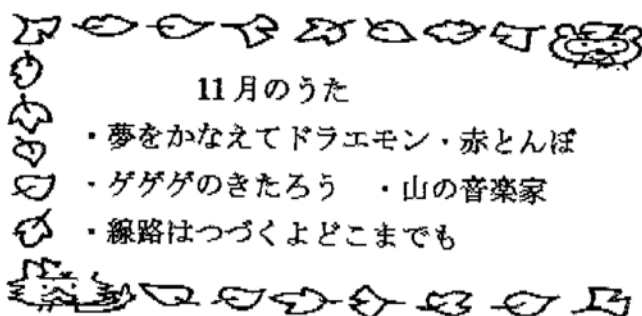 11月のうた
・夢をかなえてドラエモン・赤とんぼ
・ゲゲゲのきたろう ・山の音楽家
・線路はつづくよどこまでも